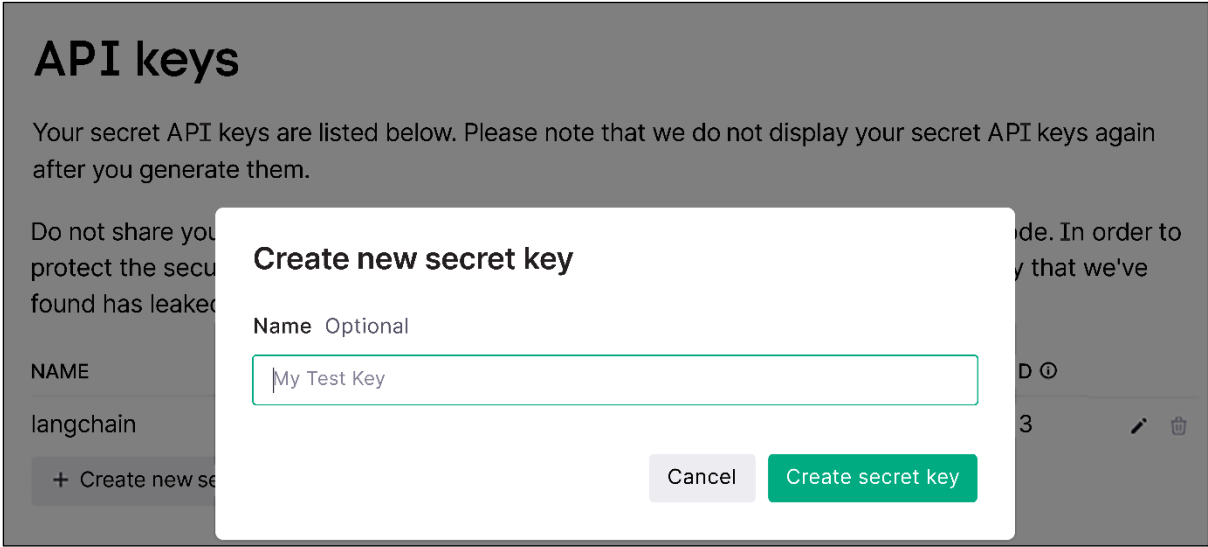 API keys
Your secret API keys are listed below. Please note that we do not display your secret API keys again
after you generate them.
Do not share you
ode. In order to
protect the secu
y that we've
found has leaked
Create new secret key
Name Optional
My Test Key
NAME
D
langchain
3
+ Create new se
Cancel
Create secret key